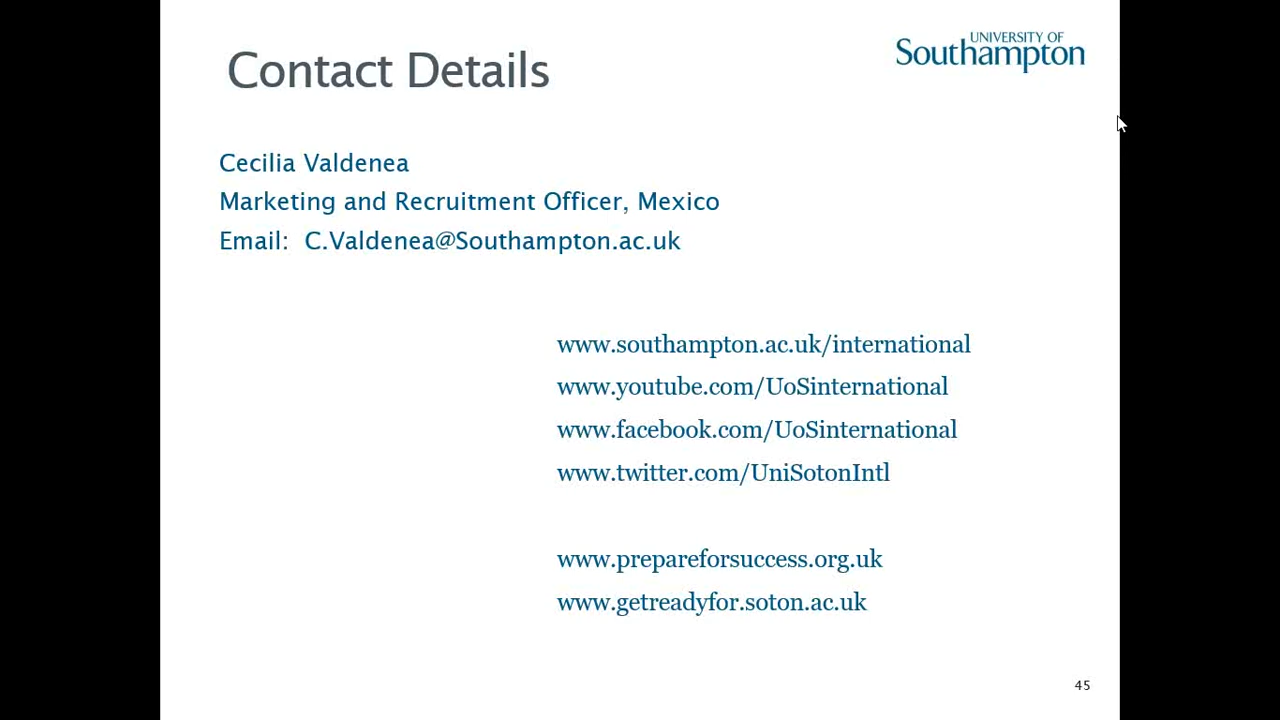 Contact Details
UNIVERSITY OF
Southampton
Cecilia Valdenea
Marketing and Recruitment Officer, Mexico
Email: C.Valdenea@Southampton.ac.uk
www.southampton.ac.uk/international
www.youtube.com/UoSinternational
www.facebook.com/UoSinternational
www.twitter.com/UniSotonIntl
www.prepareforsuccess.org.uk
www.getreadyfor.soton.ac.uk
45